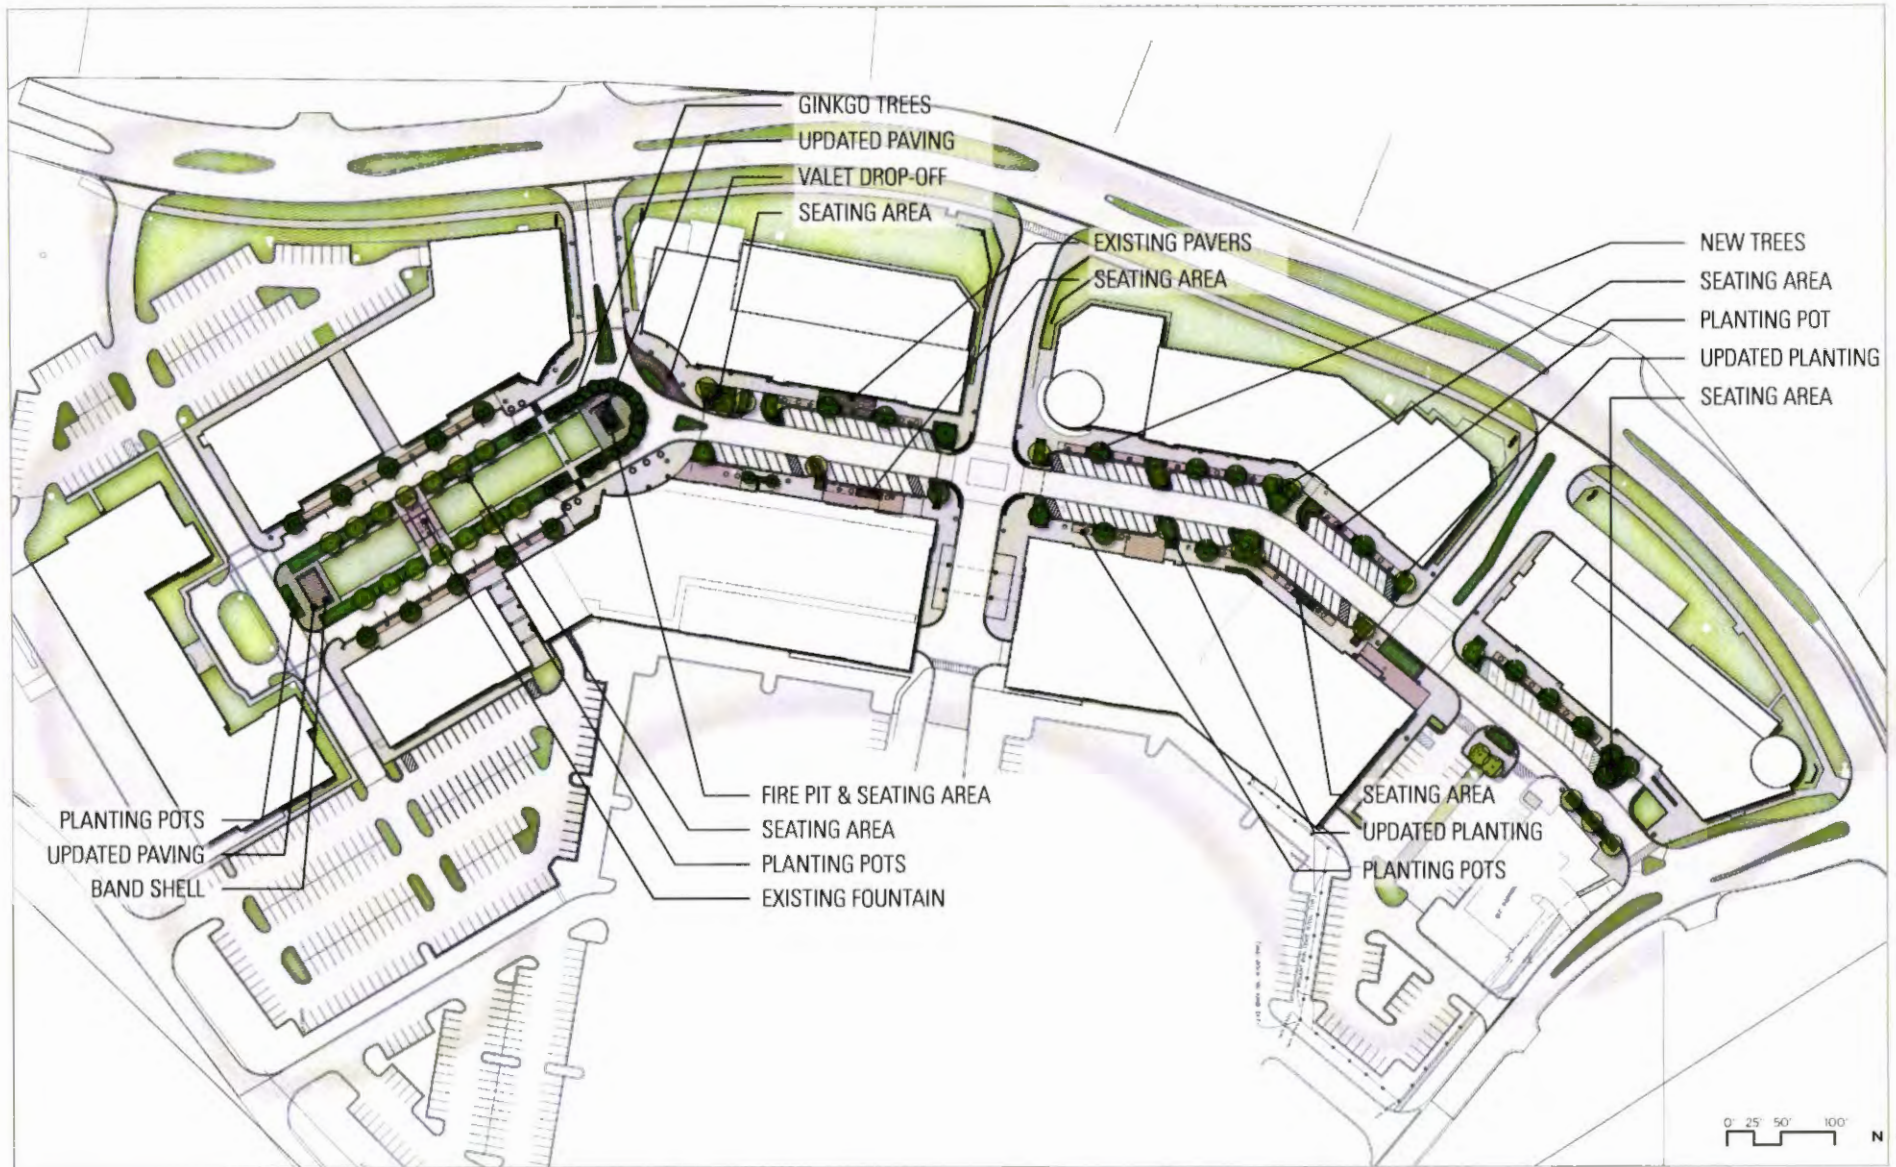 GINKGO TREES
UPDATED PAVING
VALET DROP-OFF
SEATING AREA
EXISTING PAVERS
SEATING AREA
NEW TREES
SEATING AREA
PLANTING POT
UPDATED PLANTING
SEATING AREA
PLANTING POTS
UPDATED PAVING
BAND SHELL
FIRE PIT & SEATING AREA
SEATING AREA
PLANTING POTS
EXISTING FOUNTAIN
SEATING AREA
UPDATED PLANTING
PLANTING POTS
0' 25' 50' 100'
N